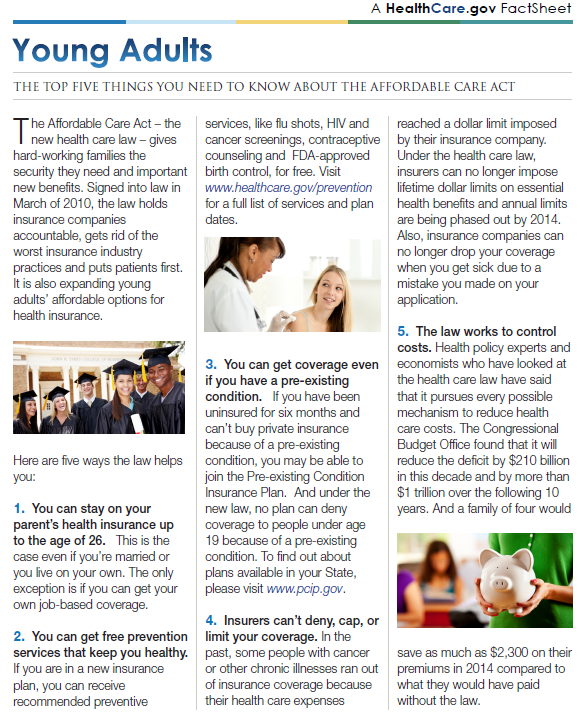 A HealthCare.gov FactSheet
Young Adults
THE TOP FIVE THINGS YOU NEED TO KNOW ABOUT THE AFFORDABLE CARE ACT
The Affordable Care Act – the
new health care law – gives
hard-working families the
security they need and important
new benefits. Signed into law in
March of 2010, the law holds
insurance companies
accountable, gets rid of the
worst insurance industry
practices and puts patients first.
It is also expanding young
adults' affordable options for
health insurance.
Here are five ways the law helps
you:
1. You can stay on your
parent's health insurance up
to the age of 26. This is the
case even if you're married or
you live on your own. The only
exception is if you can get your
own job-based coverage.
2. You can get free prevention
services that keep you healthy.
If you are in a new insurance
plan, you can receive
recommended preventive
services, like flu shots, HIV and
cancer screenings, contraceptive
counseling and FDA-approved
birth control, for free. Visit
www.healthcare.gov/prevention
for a full list of services and plan
dates.
3. You can get coverage even
if you have a pre-existing
condition. If you have been
uninsured for six months and
can't buy private insurance
because of a pre-existing
condition, you may be able to
join the Pre-existing Condition
Insurance Plan. And under the
new law, no plan can deny
coverage to people under age
19 because of a pre-existing
condition. To find out about
plans available in your State,
please visit www.pcip.gov.
4. Insurers can't deny, cap, or
limit your coverage. In the
past, some people with cancer
or other chronic illnesses ran out
of insurance coverage because
their health care expenses
reached a dollar limit imposed
by their insurance company.
Under the health care law,
insurers can no longer impose
lifetime dollar limits on essential
health benefits and annual limits
are being phased out by 2014.
Also, insurance companies can
no longer drop your coverage
when you get sick due to a
mistake you made on your
application.
5. The law works to control
costs. Health policy experts and
economists who have looked at
the health care law have said
that it pursues every possible
mechanism to reduce health
care costs. The Congressional
Budget Office found that it will
reduce the deficit by $210 billion
in this decade and by more than
$1 trillion over the following 10
years. And a family of four would
save as much as $2,300 on their
premiums in 2014 compared to
what they would have paid
without the law.